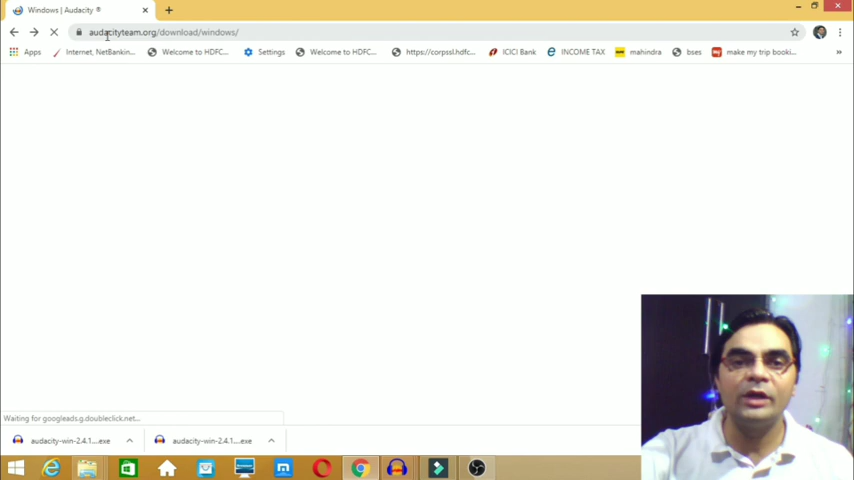 Windows | Audacity ®
audacityteam.org/download/windows/
Apps Internet, NetBankin... Welcome to HDFC... Settings Welcome to HDFC... https://corpssl.hdfc... ICICI Bank INCOME TAX mahindra bses my make my trip booki... »
Waiting for googleads.g.doubleclick.net...
audacity-win-2.4.1....exe audacity-win-2.4.1....exe